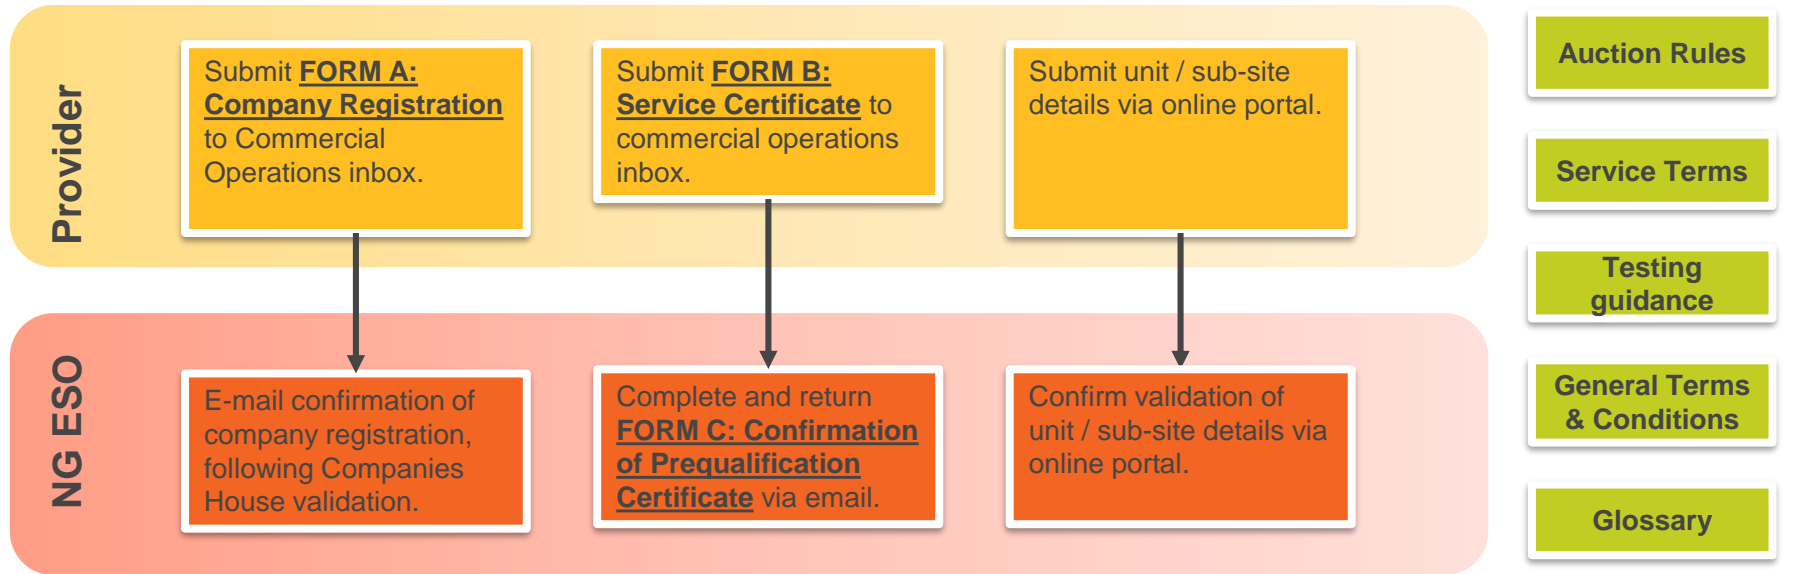 Provider
Submit FORM A:
Company Registration
to Commercial
Operations inbox.
Submit FORM B:
Service Certificate to
commercial operations
inbox.
Submit unit / sub-site
details via online portal.
NG ESO
E-mail confirmation of
company registration,
following Companies
House validation.
Complete and return
FORM C: Confirmation
of Prequalification
Certificate via email.
Confirm validation of
unit / sub-site details via
online portal.
Auction Rules
Service Terms
Testing
guidance
General Terms
& Conditions
Glossary